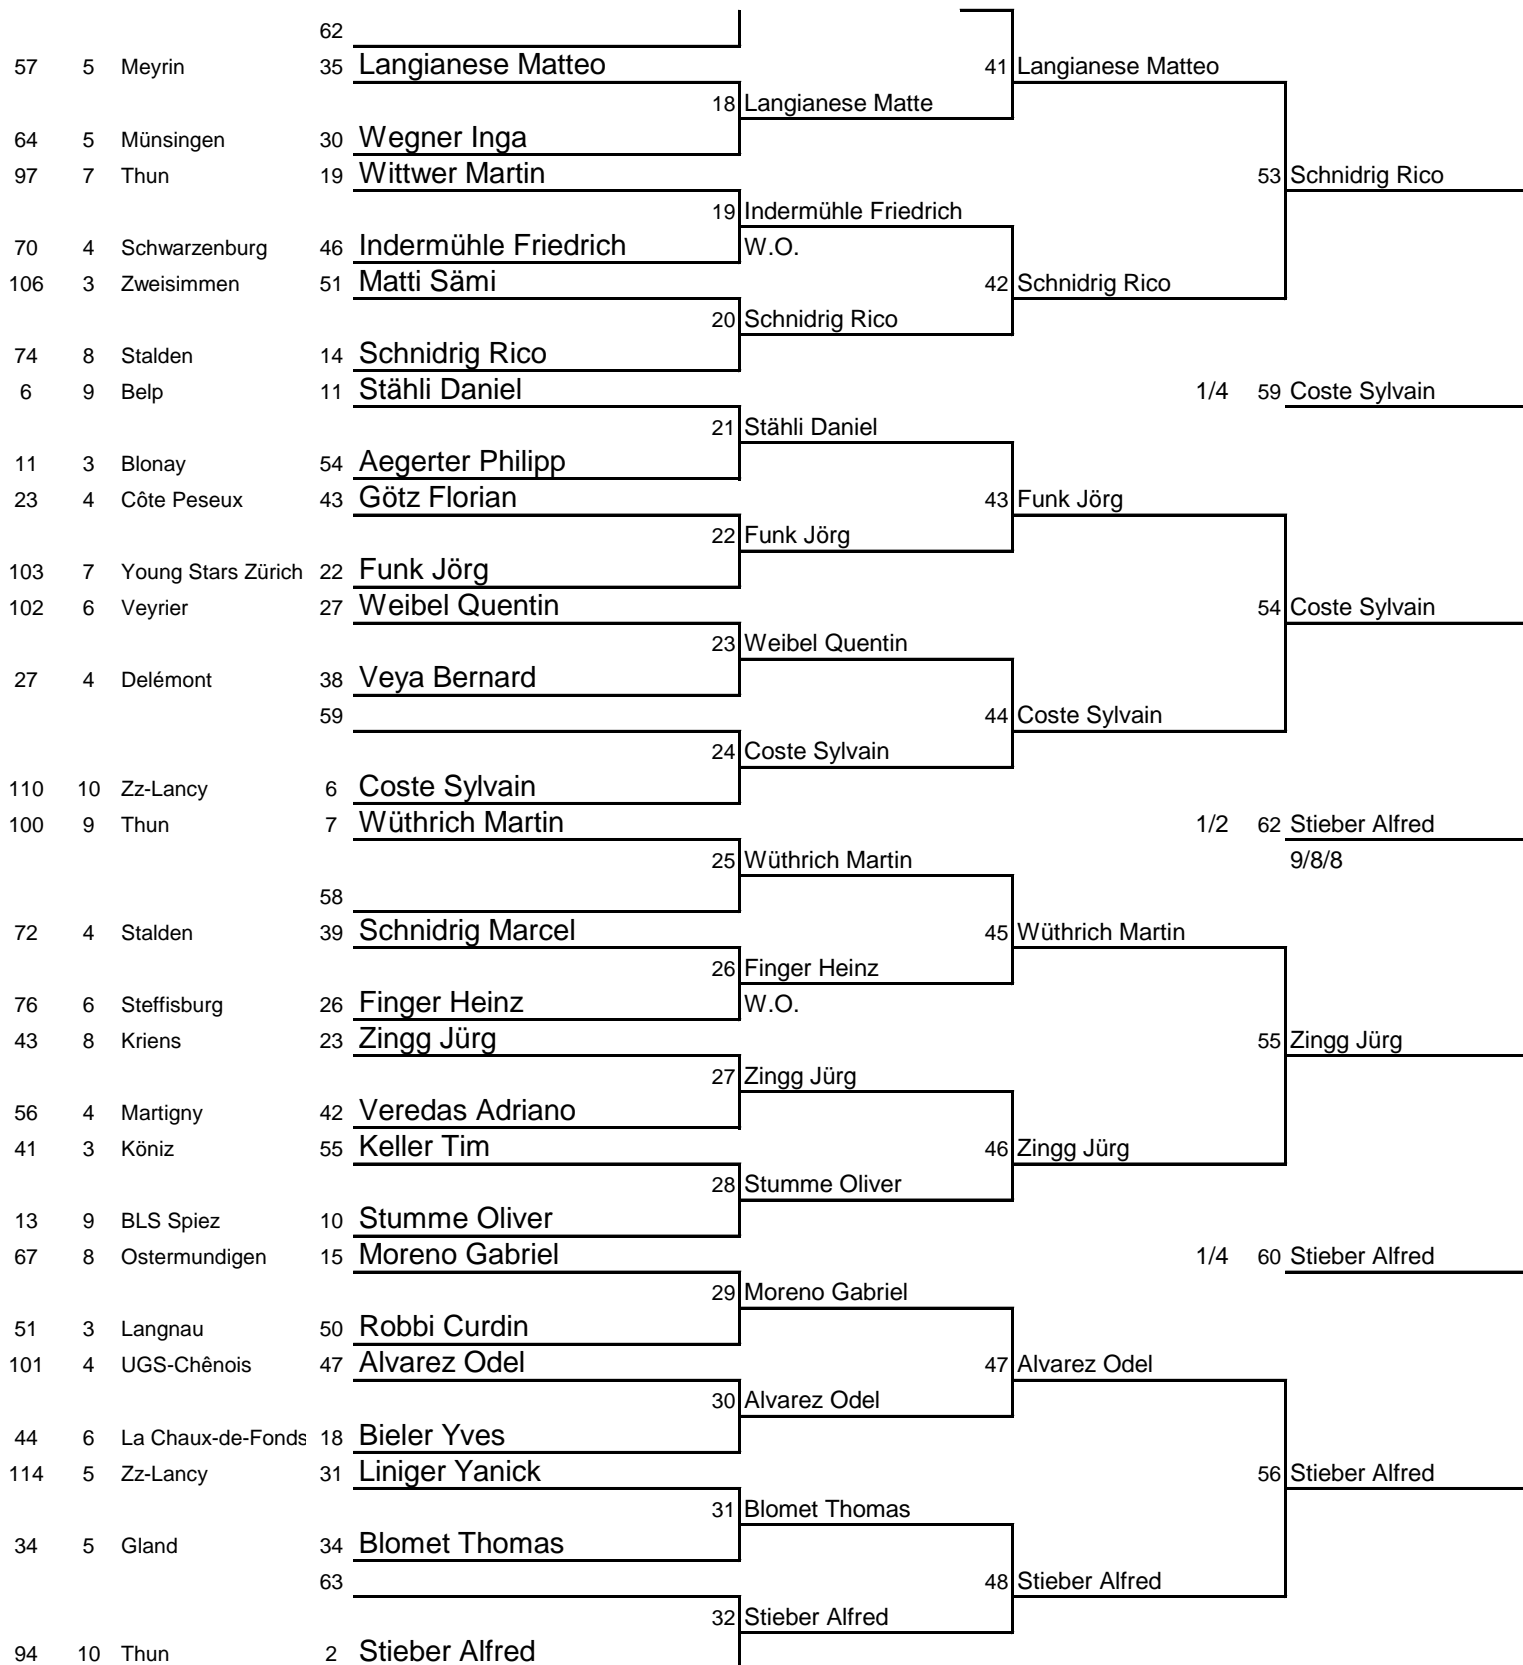 62
57 5 Meyrin 35 Langianese Matteo 41 Langianese Matteo
18 Langianese Matte
64 5 Münsingen 30 Wegner Inga
97 7 Thun 19 Wittwer Martin 53 Schnidrig Rico
19 Indermühle Friedrich
70 4 Schwarzenburg 46 Indermühle Friedrich W.O.
106 3 Zweisimmen 51 Matti Sämi 42 Schnidrig Rico
20 Schnidrig Rico
74 8 Stalden 14 Schnidrig Rico
6 9 Belp 11 Stähli Daniel 1/4 59 Coste Sylvain
21 Stähli Daniel
11 3 Blonay 54 Aegerter Philipp
23 4 Côte Peseux 43 Götz Florian 43 Funk Jörg
22 Funk Jörg
103 7 Young Stars Zürich 22 Funk Jörg
102 6 Veyrier 27 Weibel Quentin 54 Coste Sylvain
23 Weibel Quentin
27 4 Delémont 38 Veya Bernard
59 44 Coste Sylvain
24 Coste Sylvain
110 10 Zz-Lancy 6 Coste Sylvain
100 9 Thun 7 Wüthrich Martin 1/2 62 Stieber Alfred
25 Wüthrich Martin 9/8/8
58
72 4 Stalden 39 Schnidrig Marcel 45 Wüthrich Martin
26 Finger Heinz
76 6 Steffisburg 26 Finger Heinz W.O.
43 8 Kriens 23 Zingg Jürg 55 Zingg Jürg
27 Zingg Jürg
56 4 Martigny 42 Veredas Adriano
41 3 Köniz 55 Keller Tim 46 Zingg Jürg
28 Stumme Oliver
13 9 BLS Spiez 10 Stumme Oliver
67 8 Ostermundigen 15 Moreno Gabriel 1/4 60 Stieber Alfred
29 Moreno Gabriel
51 3 Langnau 50 Robbi Curdin
101 4 UGS-Chênois 47 Alvarez Odel 47 Alvarez Odel
30 Alvarez Odel
44 6 La Chaux-de-Fonds 18 Bieler Yves
114 5 Zz-Lancy 31 Liniger Yanick 56 Stieber Alfred
31 Blomet Thomas
34 5 Gland 34 Blomet Thomas
63 48 Stieber Alfred
32 Stieber Alfred
94 10 Thun 2 Stieber Alfred